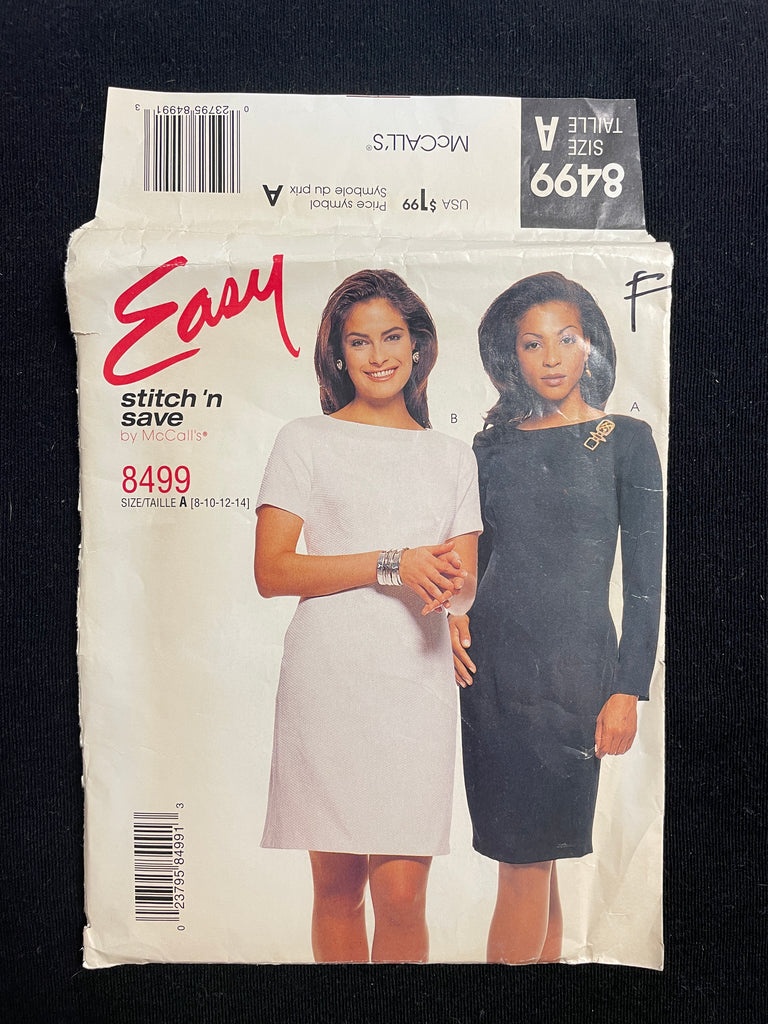 8499
SIZE
TAILLE
A
McCALL'S®
USA $1.99
Price symbol
Symbole du prix
A
0 23795 84991 3
F
Easy
stitch 'n
save
by McCall's®
8499
SIZE/TAILLE A [8-10-12-14]
B
A
0 23795 84991 3